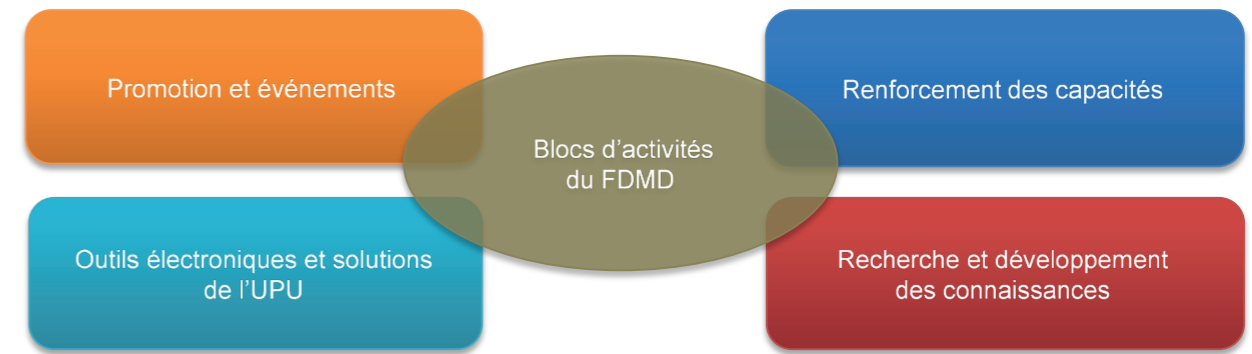 Promotion et événements
Renforcement des capacités
Blocs d’activités
du FDMD
Outils électroniques et solutions
de l’UPU
Recherche et développement
des connaissances